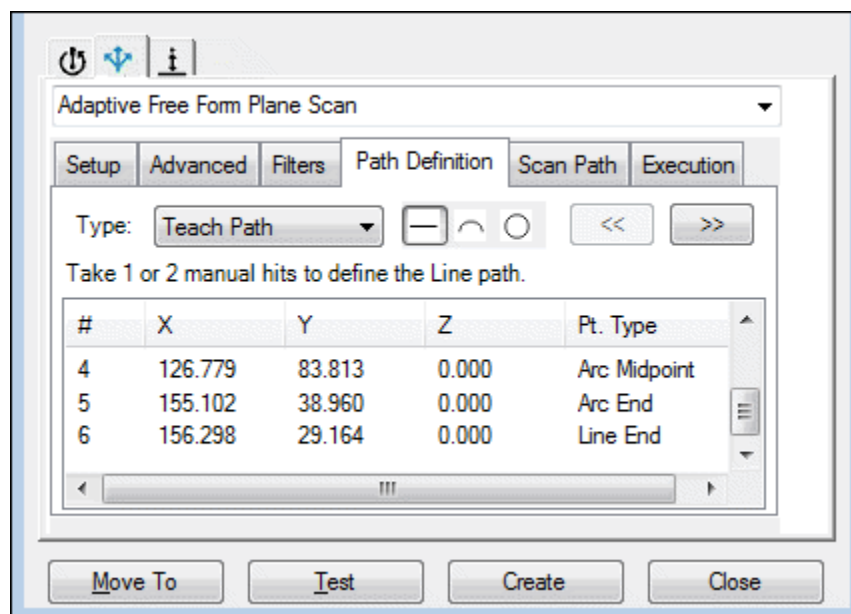 Adaptive Free Form Plane Scan
Setup Advanced Filters Path Definition Scan Path Execution
Type: Teach Path << >>
Take 1 or 2 manual hits to define the Line path.
# X Y Z Pt. Type
4 126.779 83.813 0.000 Arc Midpoint
5 155.102 38.960 0.000 Arc End
6 156.298 29.164 0.000 Line End
Move To Test Create Close